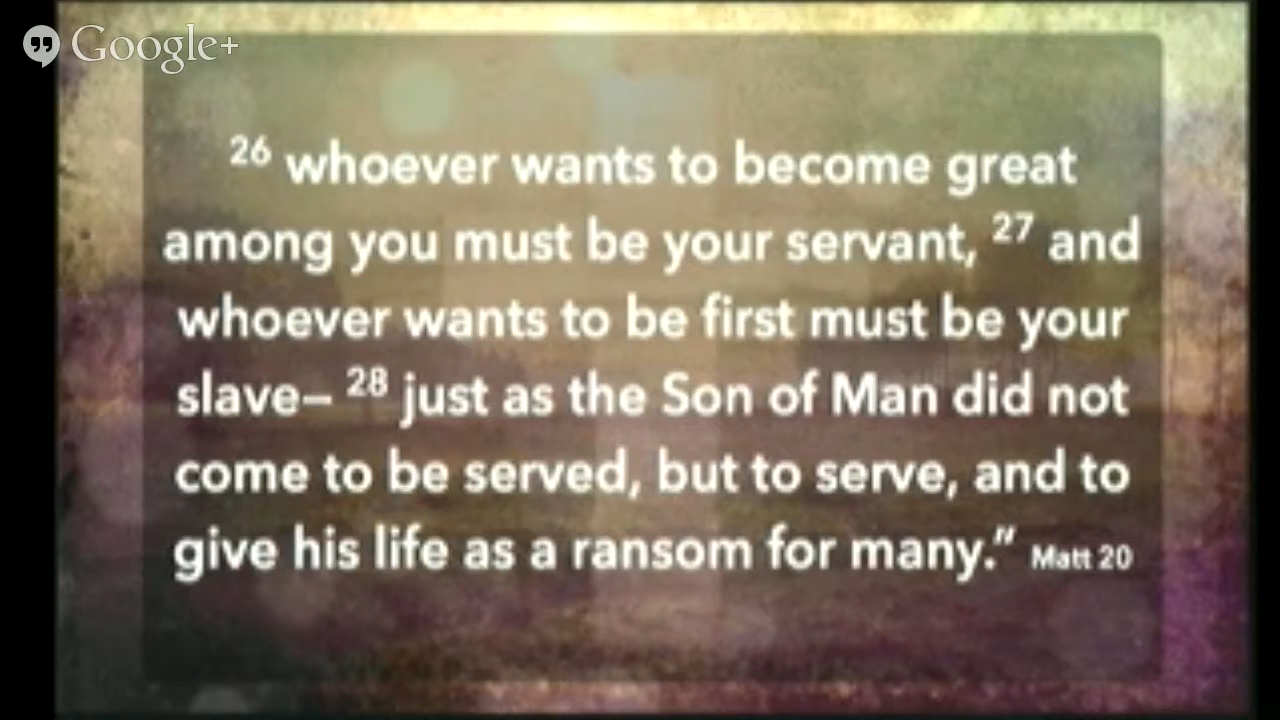 Google+
26 whoever wants to become great
among you must be your servant, 27 and
whoever wants to be first must be your
slave– 28 just as the Son of Man did not
come to be served, but to serve, and to
give his life as a ransom for many.” Matt 20